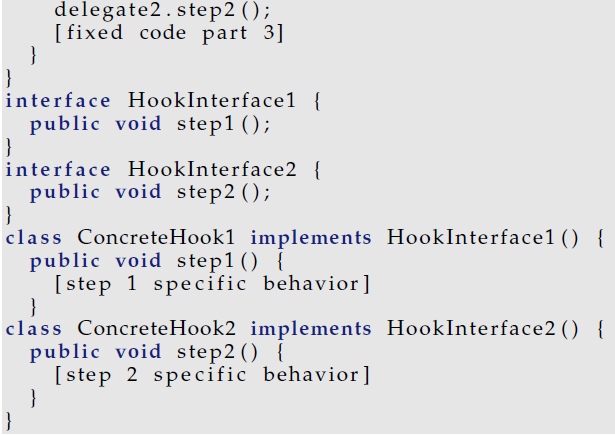 delegate2.step2();
[fixed code part 3]
}
}
interface HookInterface1 {
public void step1();
}
interface HookInterface2 {
public void step2();
}
class ConcreteHook1 implements HookInterface1() {
public void step1() {
[step 1 specific behavior]
}
class ConcreteHook2 implements HookInterface2() {
public void step2() {
[step 2 specific behavior]
}
}